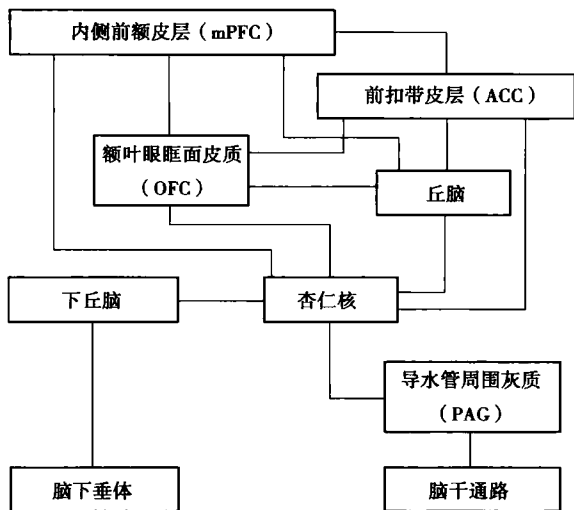 内侧前额皮层（mPFC）
前扣带皮层（ACC）
额叶眼眶面皮质
（OFC）
丘脑
下丘脑
杏仁核
导水管周围灰质
（PAG）
脑下垂体
脑干通路